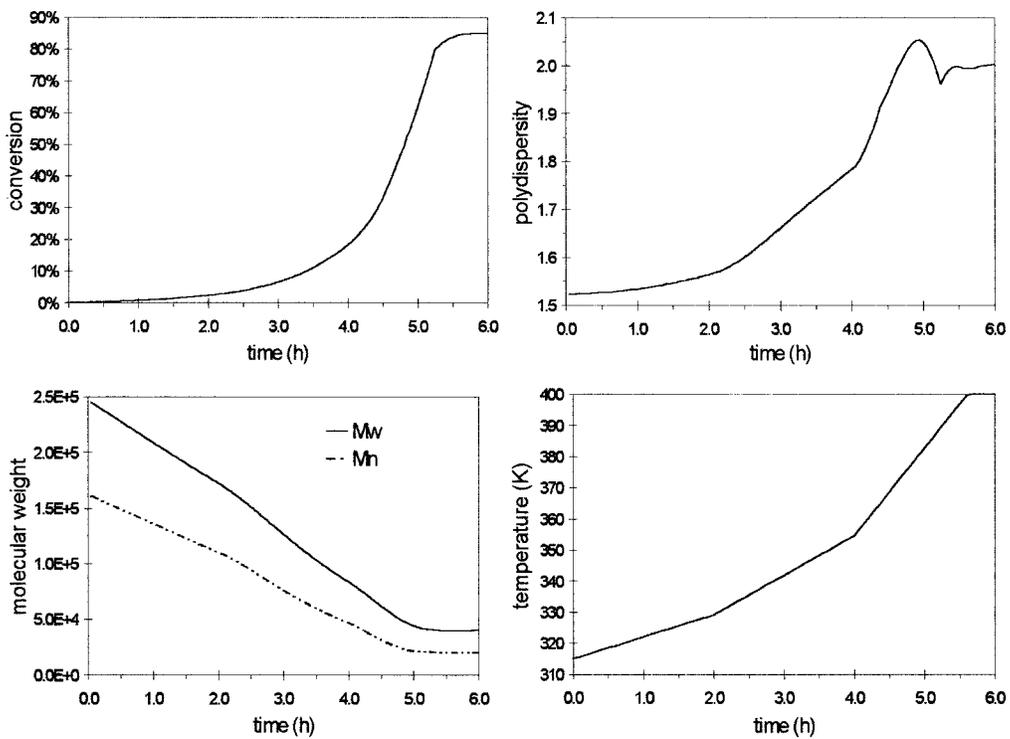 conversion
90%
80%
70%
60%
50%
40%
30%
20%
10%
0%
0.0 1.0 2.0 3.0 4.0 5.0 6.0
time (h)
polydispersity
2.1
2.0
1.9
1.8
1.7
1.6
1.5
0.0 1.0 2.0 3.0 4.0 5.0 6.0
time (h)
molecular weight
2.5E+5
2.0E+5
1.5E+5
1.0E+5
5.0E+4
0.0E+0
Mw
Mn
0.0 1.0 2.0 3.0 4.0 5.0 6.0
time (h)
temperature (K)
400
390
380
370
360
350
340
330
320
310
0.0 1.0 2.0 3.0 4.0 5.0 6.0
time (h)